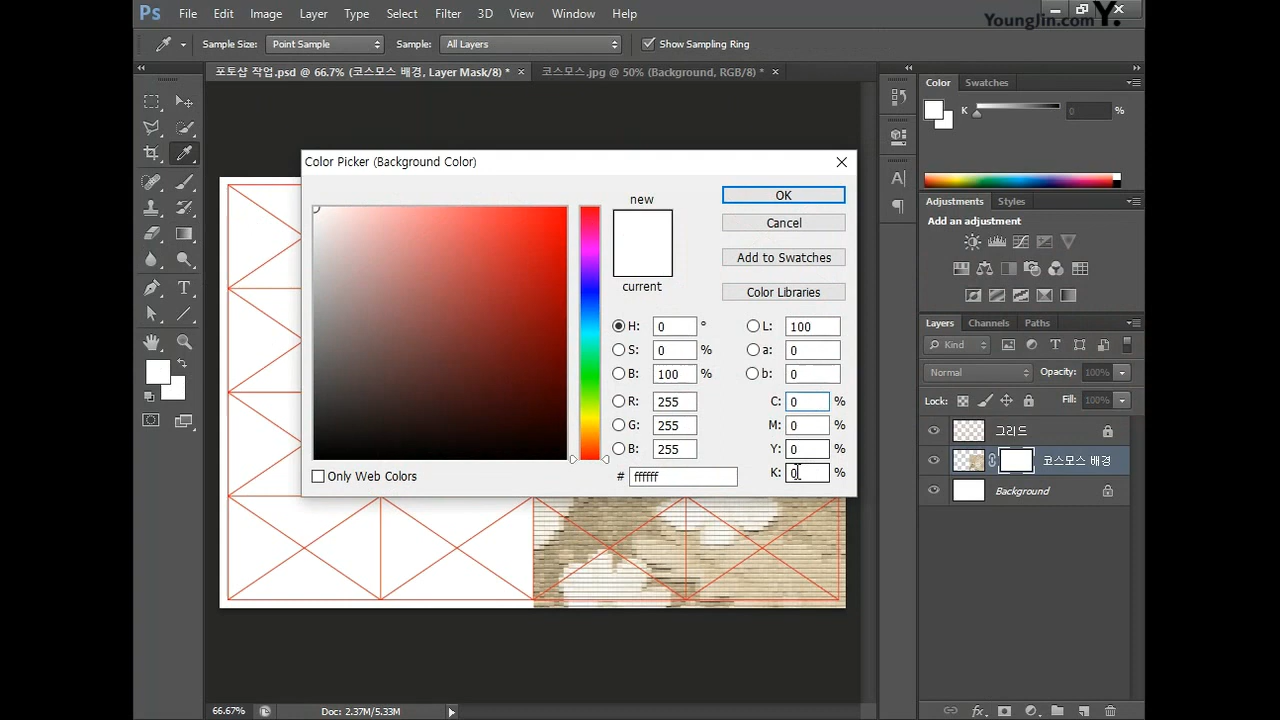 Ps File Edit Image Layer Type Select Filter 3D View Window Help
YoungJin.com Y.
Sample Size: Point Sample Sample: All Layers Show Sampling Ring
포토샵 작업.psd @ 66.7% (코스모스 배경, Layer Mask/8) * × 코스모스.jpg @ 50% (Background, RGB/8) * ×
Color Swatches
K 0 %
Color Picker (Background Color)
new
current
OK
Cancel
Add to Swatches
Color Libraries
H: 0 ° L: 100
S: 0 % a: 0
B: 100 % b: 0
R: 255 C: 0 %
G: 255 M: 0 %
B: 255 Y: 0 %
# ffffff K: 0 %
Only Web Colors
Adjustments Styles
Add an adjustment
Layers Channels Paths
Kind
Normal Opacity: 100%
Lock: Fill: 100%
그리드
코스모스 배경
Background
66.67% Doc: 2.37M/5.33M